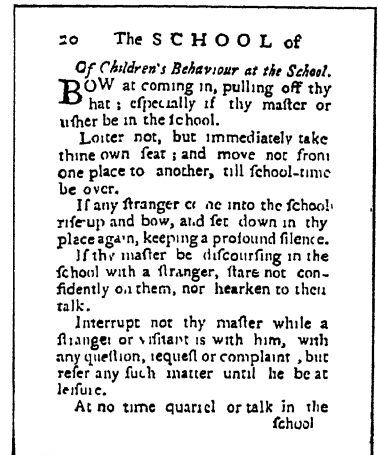 20 The SCHOOL of
Of Children's Behaviour at the School.
BOW at coming in, pulling off thy
hat; eſpecially if thy maſter or
uſher be in the ſchool.
Loiter not, but immediately take
thine own ſeat; and move not from
one place to another, till ſchool-time
be over.
If any ſtranger come into the ſchool
riſe up and bow, and ſet down in thy
place again, keeping a profound ſilence.
If thy maſter be diſcourſing in the
ſchool with a ſtranger, ſtare not con-
fidently on them, nor hearken to their
talk.
Interrupt not thy maſter while a
ſtranger or viſitant is with him, with
any queſtion, requeſt or complaint, but
refer any ſuch matter until he be at
leiſure.
At no time quarrel or talk in the
ſchool